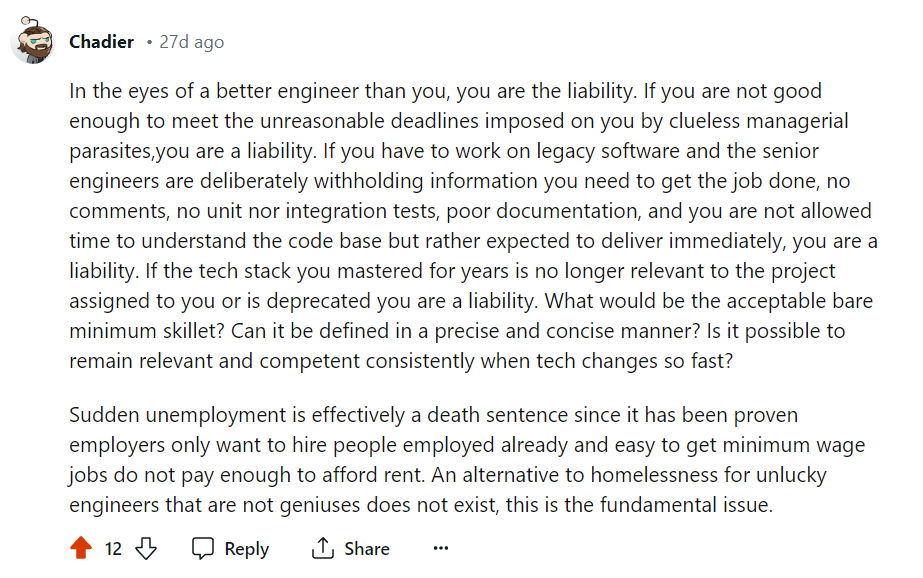 Chadier • 27d ago
In the eyes of a better engineer than you, you are the liability. If you are not good
enough to meet the unreasonable deadlines imposed on you by clueless managerial
parasites,you are a liability. If you have to work on legacy software and the senior
engineers are deliberately withholding information you need to get the job done, no
comments, no unit nor integration tests, poor documentation, and you are not allowed
time to understand the code base but rather expected to deliver immediately, you are a
liability. If the tech stack you mastered for years is no longer relevant to the project
assigned to you or is deprecated you are a liability. What would be the acceptable bare
minimum skillet? Can it be defined in a precise and concise manner? Is it possible to
remain relevant and competent consistently when tech changes so fast?
Sudden unemployment is effectively a death sentence since it has been proven
employers only want to hire people employed already and easy to get minimum wage
jobs do not pay enough to afford rent. An alternative to homelessness for unlucky
engineers that are not geniuses does not exist, this is the fundamental issue.
12 Reply Share ···